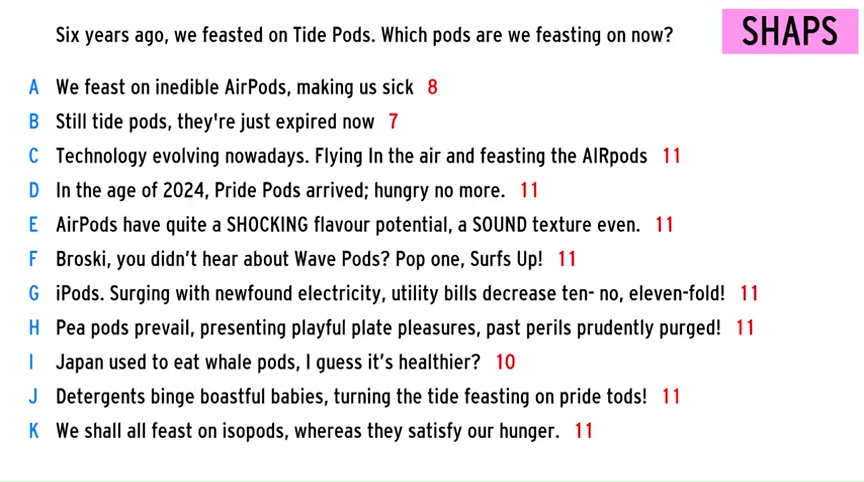 Six years ago, we feasted on Tide Pods. Which pods are we feasting on now?
SHAPS
A We feast on inedible AirPods, making us sick 8
B Still tide pods, they're just expired now 7
C Technology evolving nowadays. Flying In the air and feasting the AIRpods 11
D In the age of 2024, Pride Pods arrived; hungry no more. 11
E AirPods have quite a SHOCKING flavour potential, a SOUND texture even. 11
F Broski, you didn’t hear about Wave Pods? Pop one, Surfs Up! 11
G iPods. Surging with newfound electricity, utility bills decrease ten- no, eleven-fold! 11
H Pea pods prevail, presenting playful plate pleasures, past perils prudently purged! 11
I Japan used to eat whale pods, I guess it’s healthier? 10
J Detergents binge boastful babies, turning the tide feasting on pride tods! 11
K We shall all feast on isopods, whereas they satisfy our hunger. 11